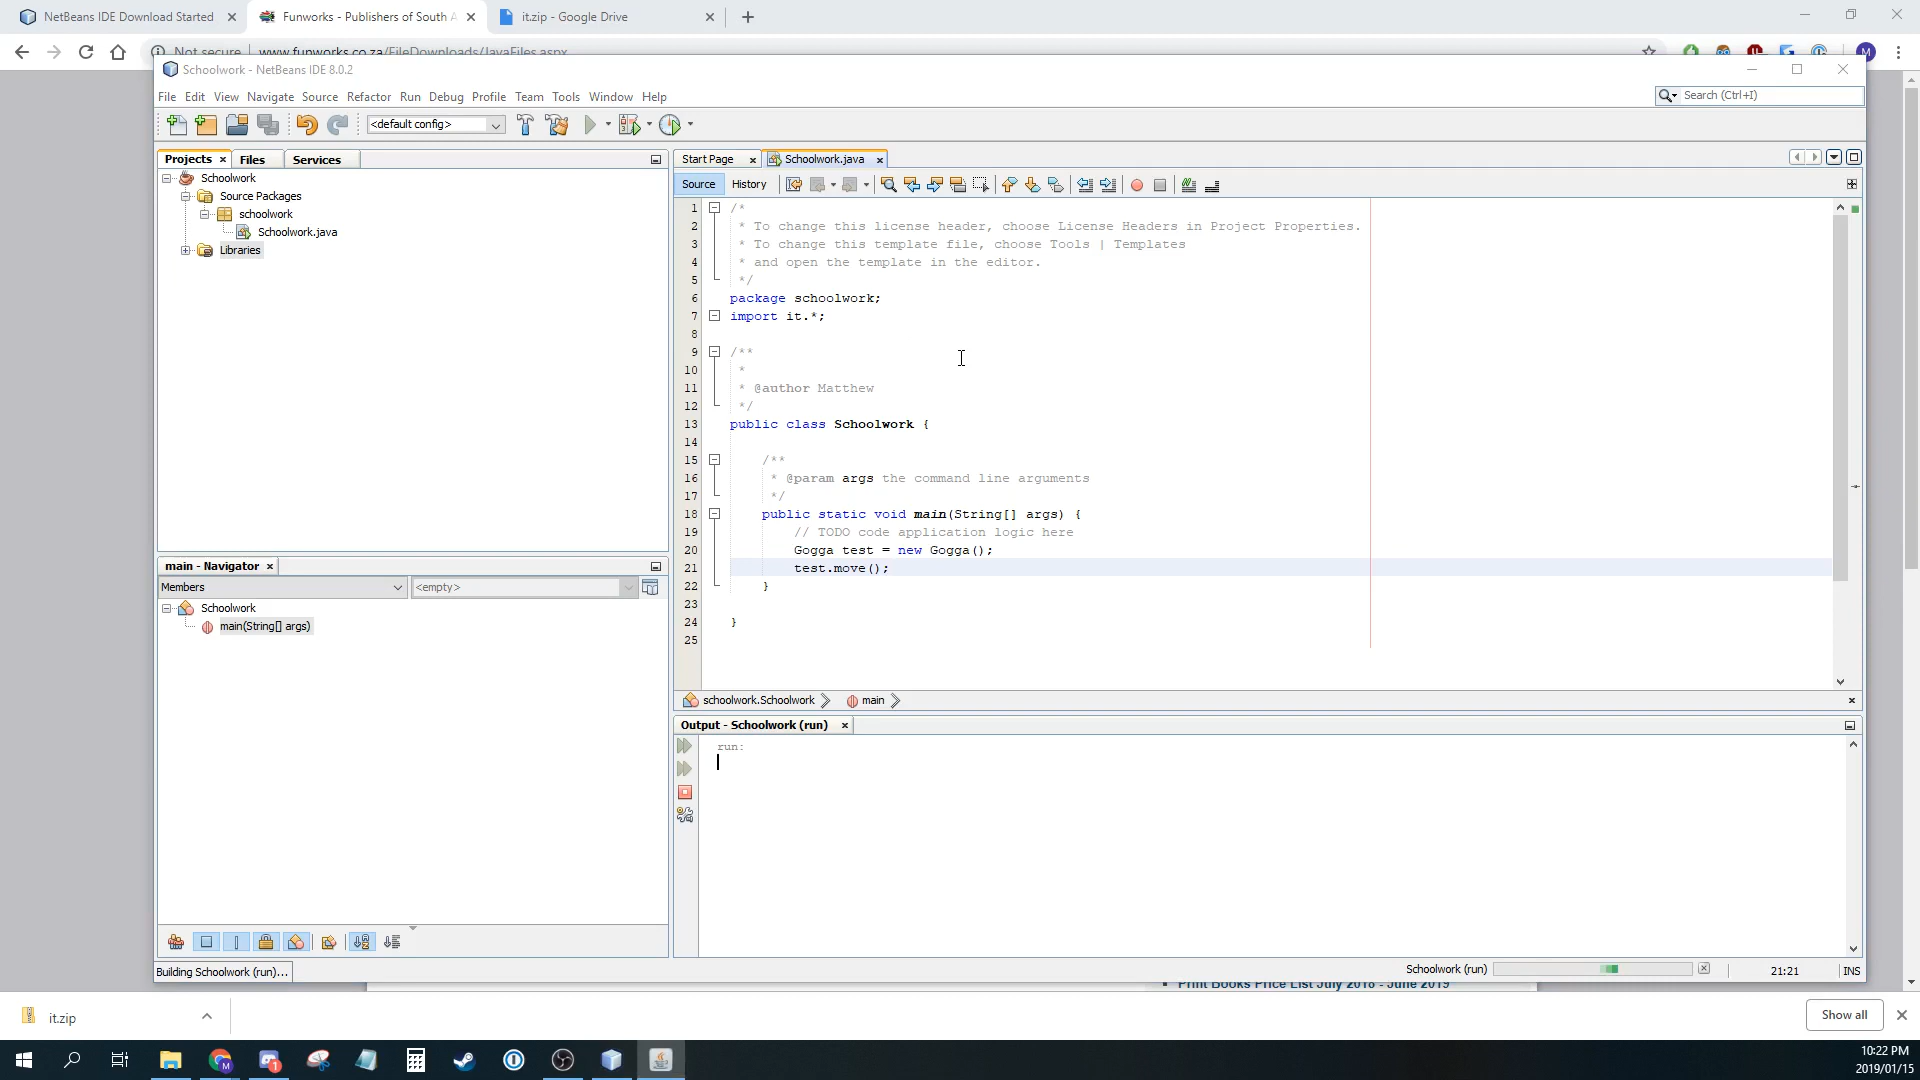 NetBeans IDE Download Started
Funworks - Publishers of South A
it.zip - Google Drive
Not secure
www.funworks.co.za/FileDownloads/JavaFiles.aspx
M
Schoolwork - NetBeans IDE 8.0.2
File Edit View Navigate Source Refactor Run Debug Profile Team Tools Window Help
Search (Ctrl+I)
<default config>
Projects Files Services
Start Page Schoolwork.java
Source History
Schoolwork
Source Packages
schoolwork
Schoolwork.java
Libraries
1 /*
2 * To change this license header, choose License Headers in Project Properties.
3 * To change this template file, choose Tools | Templates
4 * and open the template in the editor.
5 */
6 package schoolwork;
7 import it.*;
8
9 /**
10 *
11 * @author Matthew
12 */
13 public class Schoolwork {
14
15 /**
16 * @param args the command line arguments
17 */
18 public static void main(String[] args) {
19 // TODO code application logic here
20 Gogga test = new Gogga();
21 test.move();
22 }
23
24 }
25
main - Navigator
Members <empty>
Schoolwork
main(String[] args)
schoolwork.Schoolwork main
Output - Schoolwork (run)
run:
Building Schoolwork (run)...
Schoolwork (run)
21:21 INS
Print Books Price List July 2018 - June 2019
it.zip
Show all
M
1
10:22 PM
2019/01/15